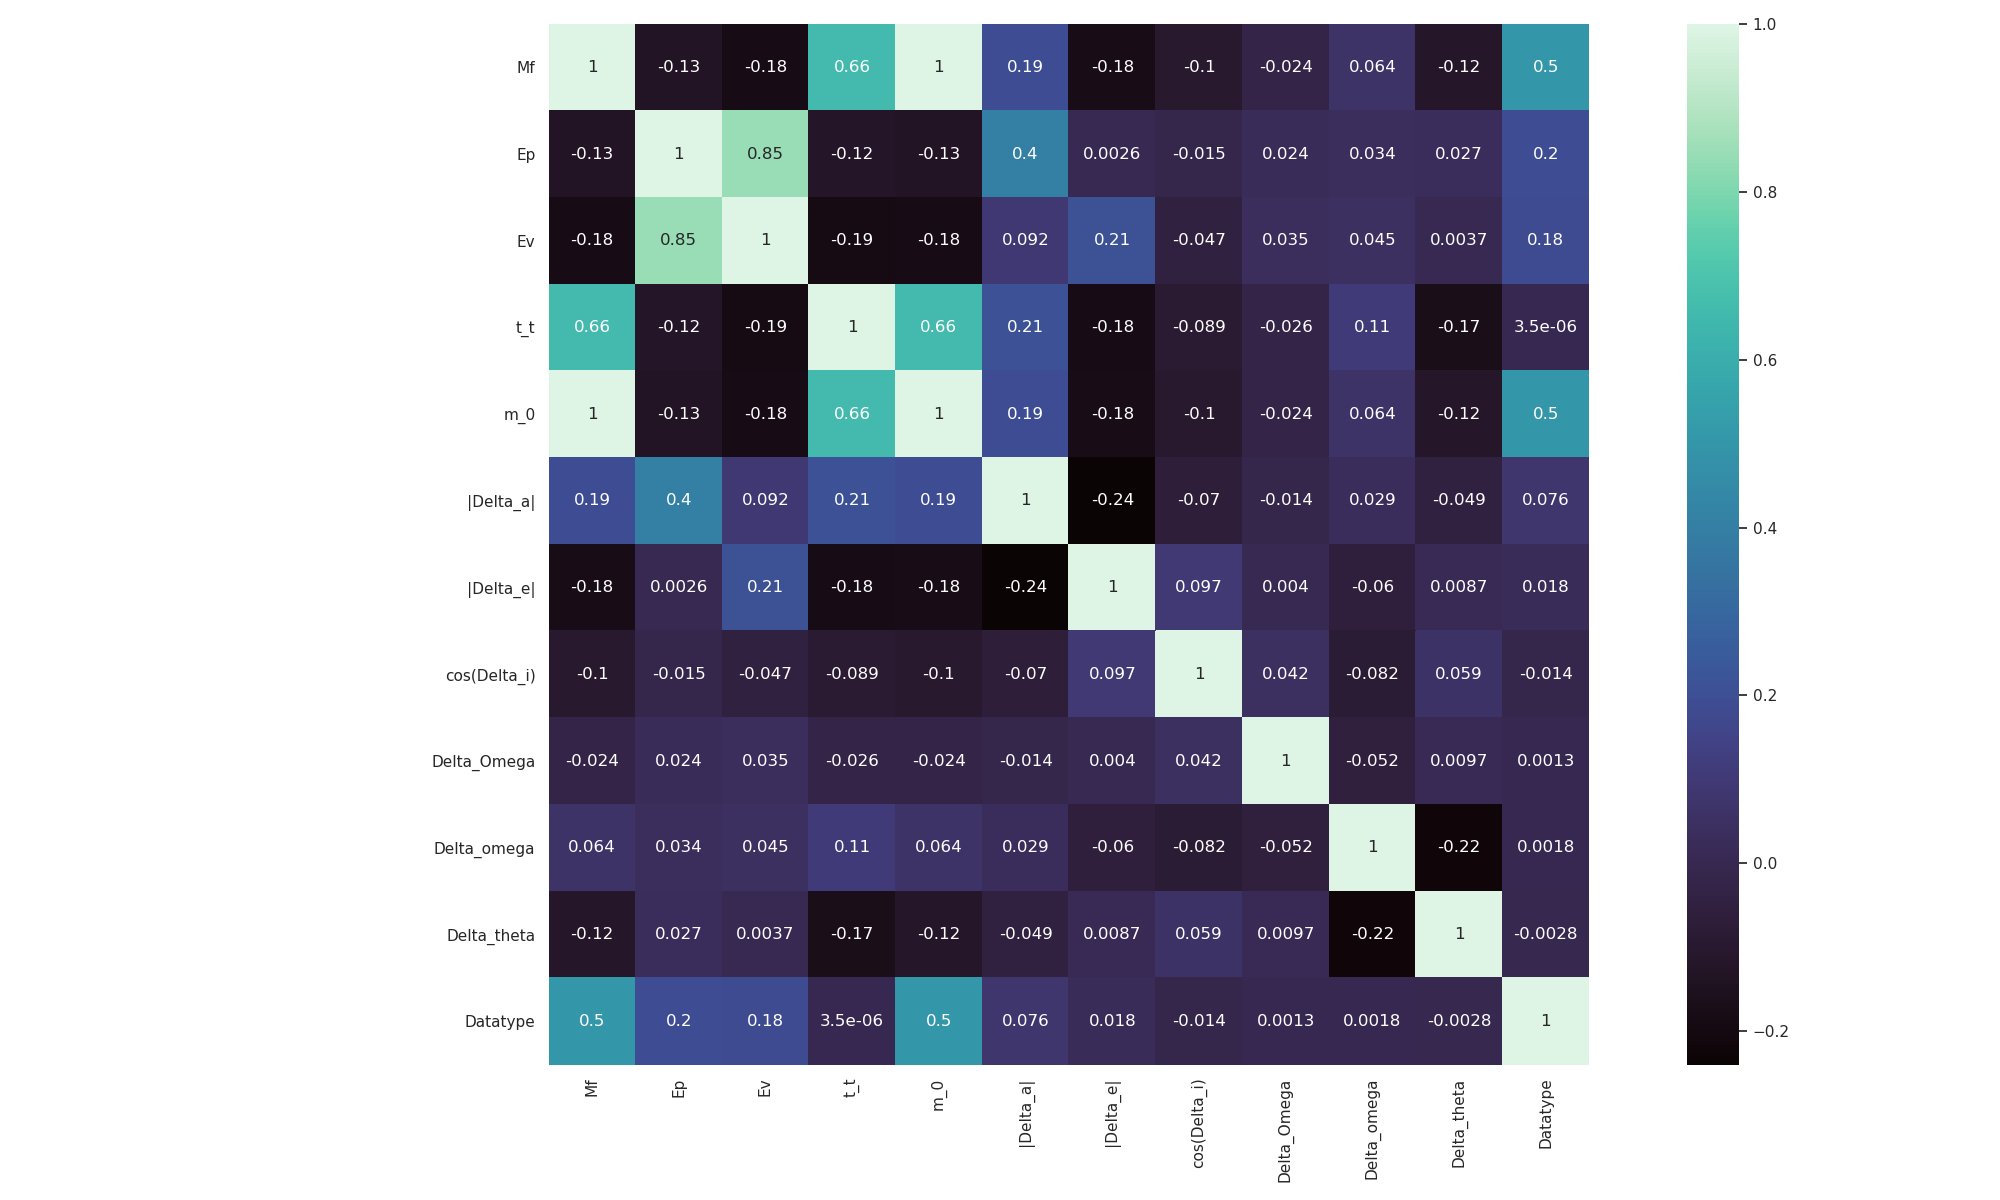 1.0
Mf 1 -0.13 -0.18 0.66 1 0.19 -0.18 -0.1 -0.024 0.064 -0.12 0.5
Ep -0.13 1 0.85 -0.12 -0.13 0.4 0.0026 -0.015 0.024 0.034 0.027 0.2
0.8
Ev -0.18 0.85 1 -0.19 -0.18 0.092 0.21 -0.047 0.035 0.045 0.0037 0.18
t_t 0.66 -0.12 -0.19 1 0.66 0.21 -0.18 -0.089 -0.026 0.11 -0.17 3.5e-06
0.6
m_0 1 -0.13 -0.18 0.66 1 0.19 -0.18 -0.1 -0.024 0.064 -0.12 0.5
|Delta_a| 0.19 0.4 0.092 0.21 0.19 1 -0.24 -0.07 -0.014 0.029 -0.049 0.076
0.4
|Delta_e| -0.18 0.0026 0.21 -0.18 -0.18 -0.24 1 0.097 0.004 -0.06 0.0087 0.018
cos(Delta_i) -0.1 -0.015 -0.047 -0.089 -0.1 -0.07 0.097 1 0.042 -0.082 0.059 -0.014
0.2
Delta_Omega -0.024 0.024 0.035 -0.026 -0.024 -0.014 0.004 0.042 1 -0.052 0.0097 0.0013
Delta_omega 0.064 0.034 0.045 0.11 0.064 0.029 -0.06 -0.082 -0.052 1 -0.22 0.0018
0.0
Delta_theta -0.12 0.027 0.0037 -0.17 -0.12 -0.049 0.0087 0.059 0.0097 -0.22 1 -0.0028
Datatype 0.5 0.2 0.18 3.5e-06 0.5 0.076 0.018 -0.014 0.0013 0.0018 -0.0028 1
−0.2
Mf Ep Ev t_t m_0 |Delta_a| |Delta_e| cos(Delta_i) Delta_Omega Delta_omega Delta_theta Datatype